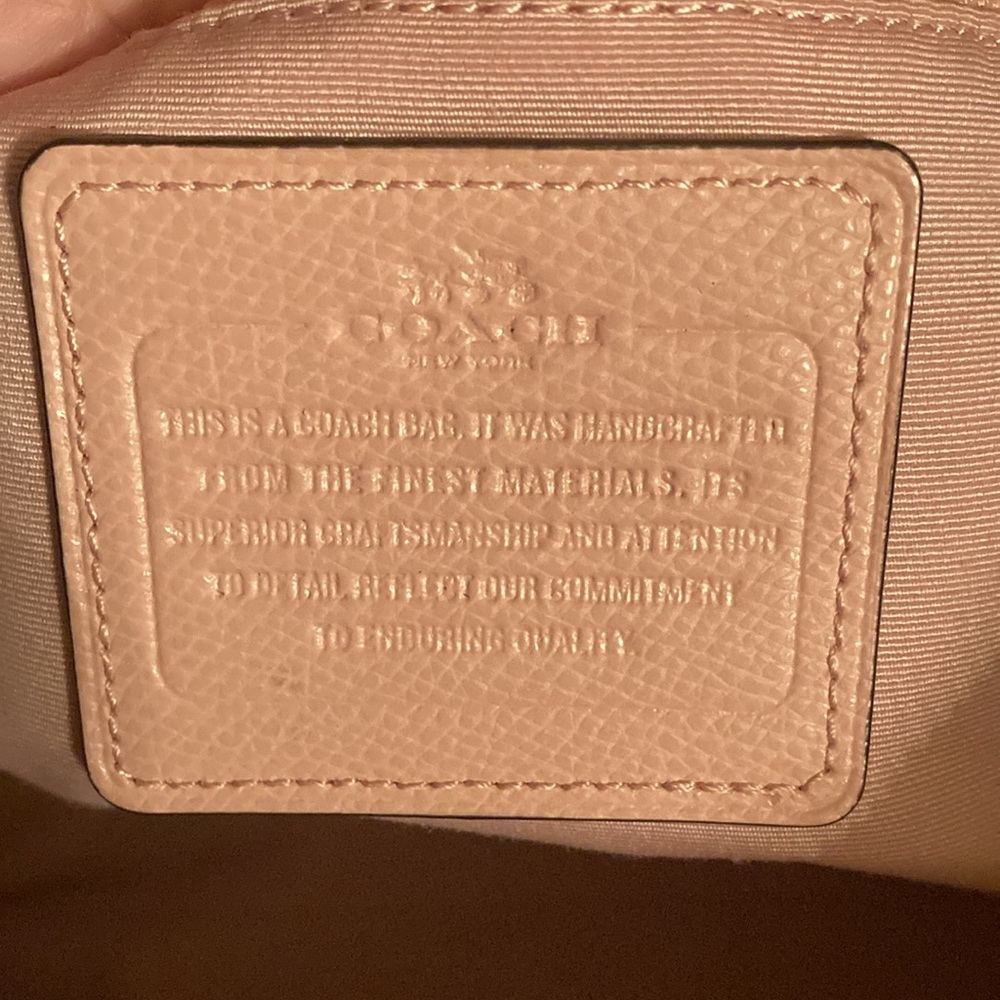 COACH
NEW YORK
THIS IS A COACH BAG. IT WAS HANDCRAFTED
FROM THE FINEST MATERIALS. ITS
SUPERIOR CRAFTSMANSHIP AND ATTENTION
TO DETAIL REFLECT OUR COMMITMENT
TO ENDURING QUALITY.